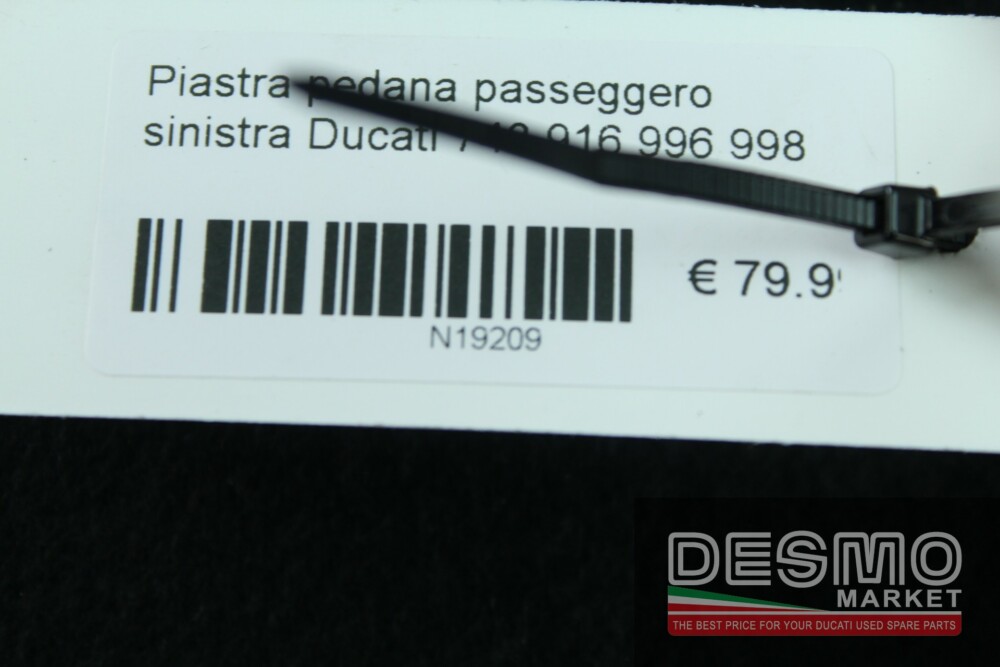 Piastra pedana passeggero
sinistra Ducati 916 996 998
€ 79.9
N19209
DESMO
MARKET
THE BEST PRICE FOR YOUR DUCATI USED SPARE PARTS